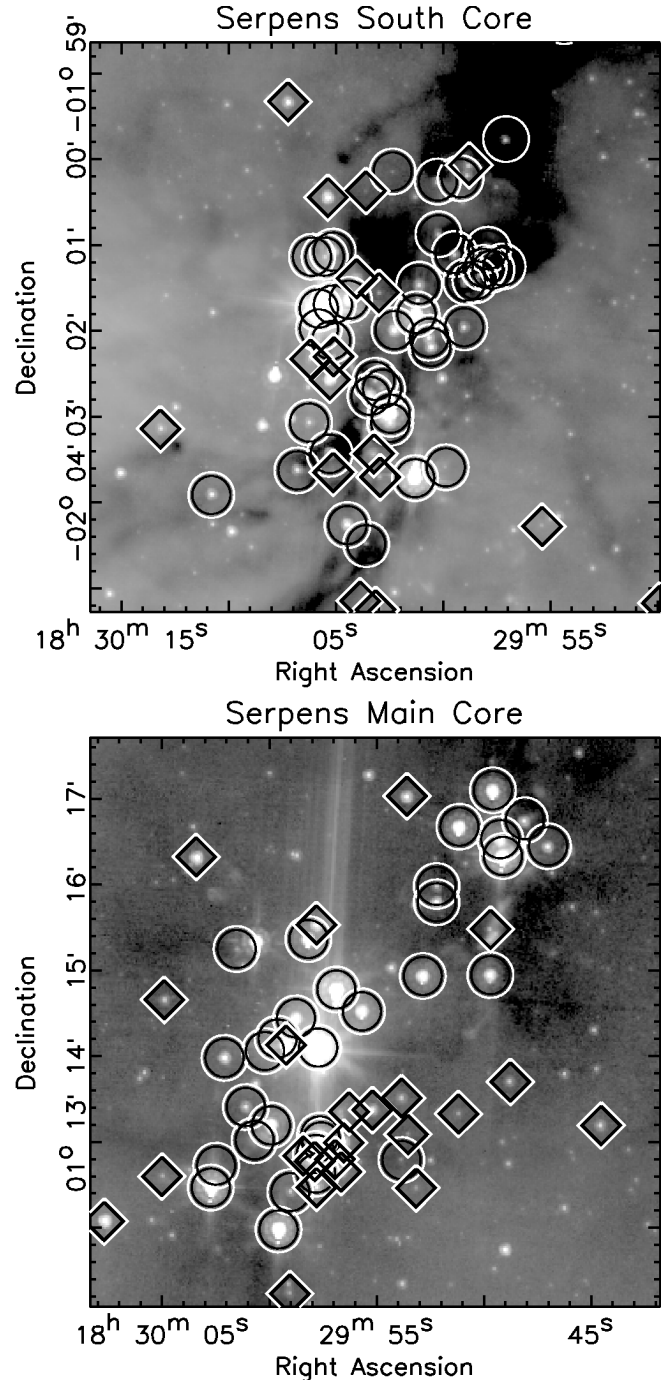 Serpens South Core
-01° 59'
00'
01'
02'
03'
-02° 04'
Declination
18h 30m 15s 05s 29m 55s
Right Ascension
Serpens Main Core
17'
16'
15'
14'
01° 13'
Declination
18h 30m 05s 29m 55s 45s
Right Ascension